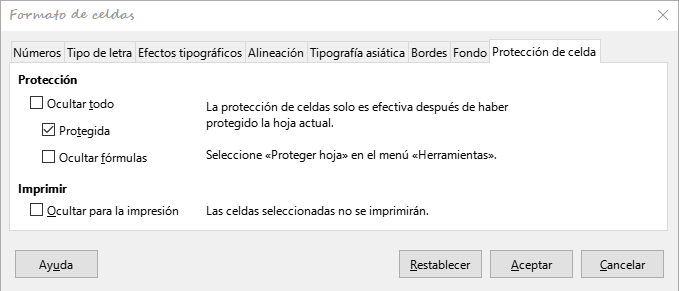 Formato de celdas
Números Tipo de letra Efectos tipográficos Alineación Tipografía asiática Bordes Fondo Protección de celda
Protección
Ocultar todo
La protección de celdas solo es efectiva después de haber
protegido la hoja actual.
Protegida
Ocultar fórmulas
Seleccione «Proteger hoja» en el menú «Herramientas».
Imprimir
Ocultar para la impresión
Las celdas seleccionadas no se imprimirán.
Ayuda Restablecer Aceptar Cancelar